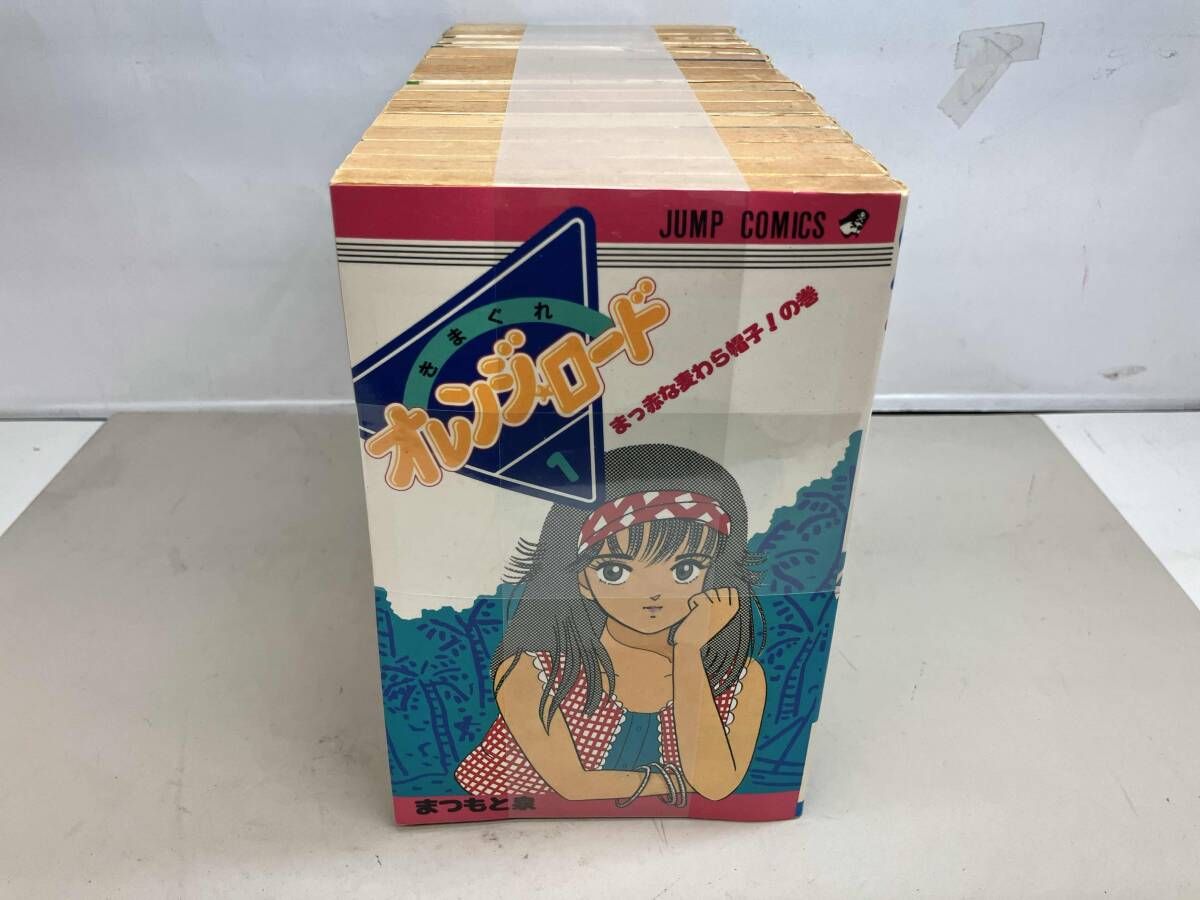 JUMP COMICS
きまぐれ
オレンジ☆ロード
1
まっ赤な麦わら帽子!の巻
まつもと泉